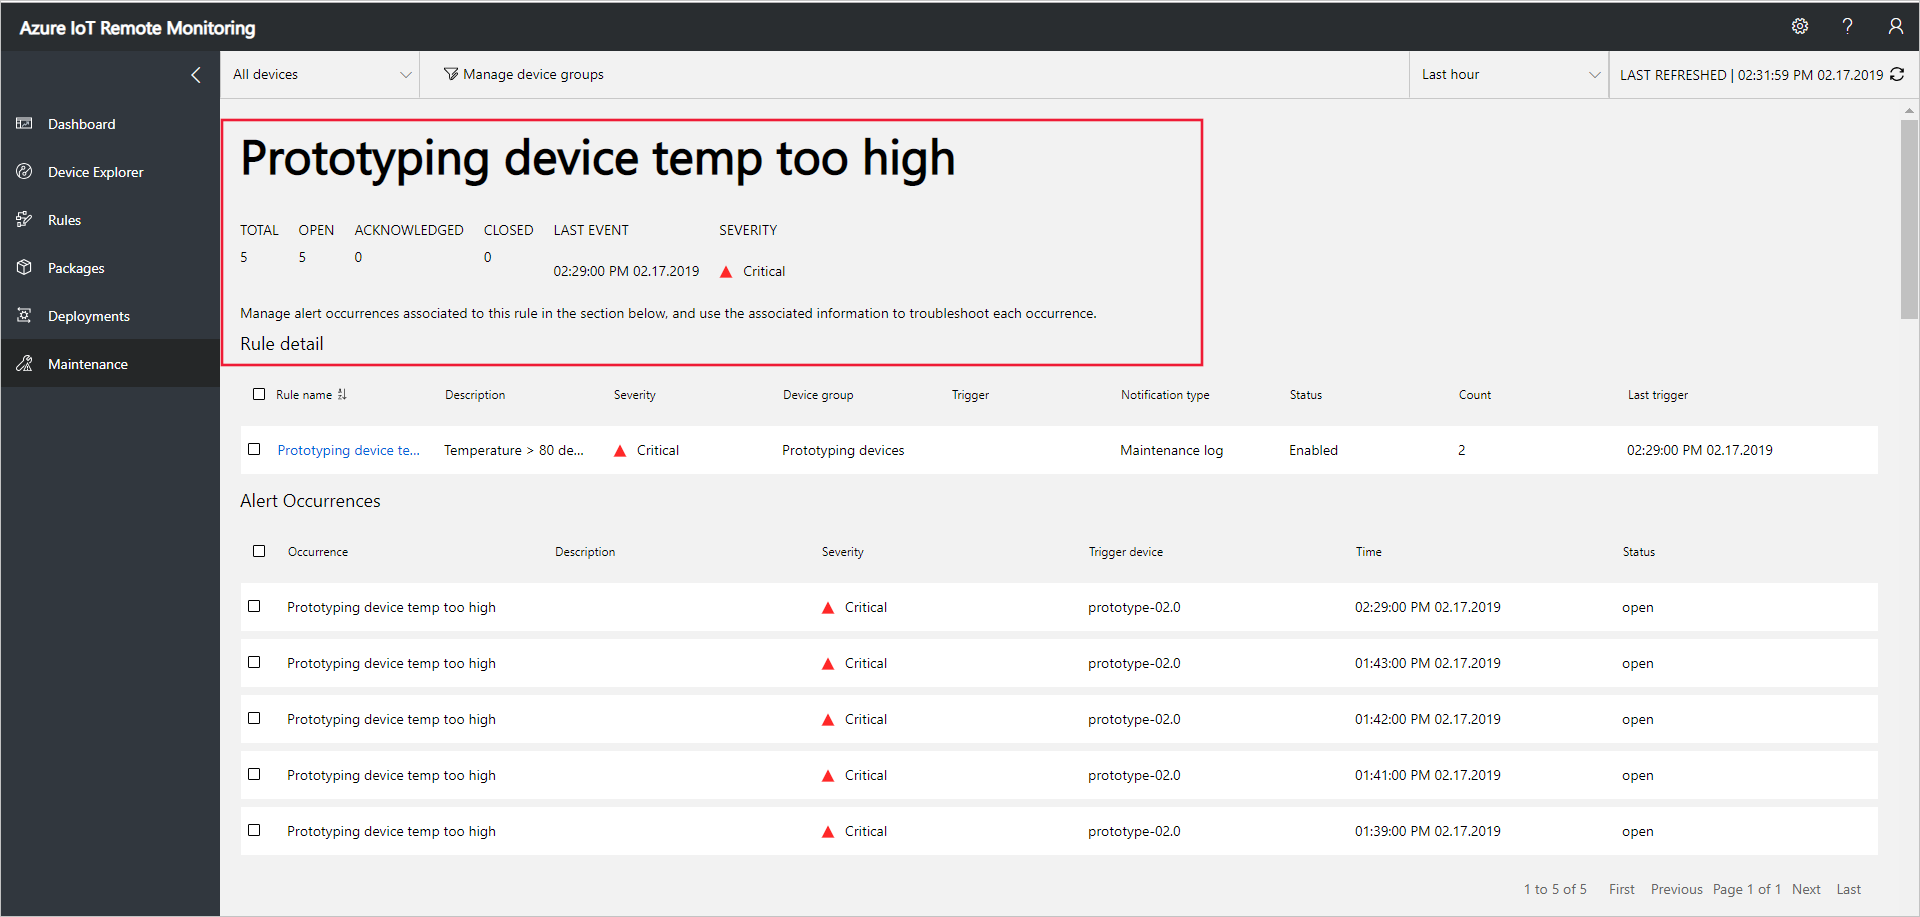 Azure IoT Remote Monitoring
All devices
Manage device groups
Last hour
LAST REFRESHED | 02:31:59 PM 02.17.2019
Dashboard
Device Explorer
Rules
Packages
Deployments
Maintenance
Prototyping device temp too high
TOTAL OPEN ACKNOWLEDGED CLOSED LAST EVENT SEVERITY
5 5 0 0 02:29:00 PM 02.17.2019 Critical
Manage alert occurrences associated to this rule in the section below, and use the associated information to troubleshoot each occurrence.
Rule detail
Rule name Description Severity Device group Trigger Notification type Status Count Last trigger
Prototyping device te... Temperature > 80 de... Critical Prototyping devices Maintenance log Enabled 2 02:29:00 PM 02.17.2019
Alert Occurrences
Occurrence Description Severity Trigger device Time Status
Prototyping device temp too high Critical prototype-02.0 02:29:00 PM 02.17.2019 open
Prototyping device temp too high Critical prototype-02.0 01:43:00 PM 02.17.2019 open
Prototyping device temp too high Critical prototype-02.0 01:42:00 PM 02.17.2019 open
Prototyping device temp too high Critical prototype-02.0 01:41:00 PM 02.17.2019 open
Prototyping device temp too high Critical prototype-02.0 01:39:00 PM 02.17.2019 open
1 to 5 of 5 First Previous Page 1 of 1 Next Last